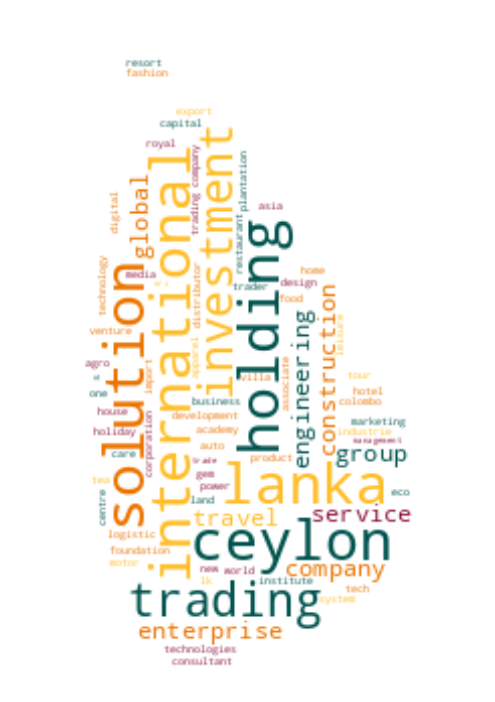 resort
fashion
export
capital
royal
investment
international
trading company
plantation
digital
global
asia
holding
restaurant
solution
technology
media
distributor
trader
design
home
food
engineering
construction
leisure
venture
apparel
import
agro
one
villa
associate
tour
hotel
colombo
business
house
development
corporation
holiday
academy
marketing
industrie
management
auto
care
product
group
trade
gem
lanka
tea
power
eco
centre
land
travel
service
logistic
ceylon
foundation
motor
new
world
company
lk
institute
tech
trading
system
enterprise
technologies
consultant